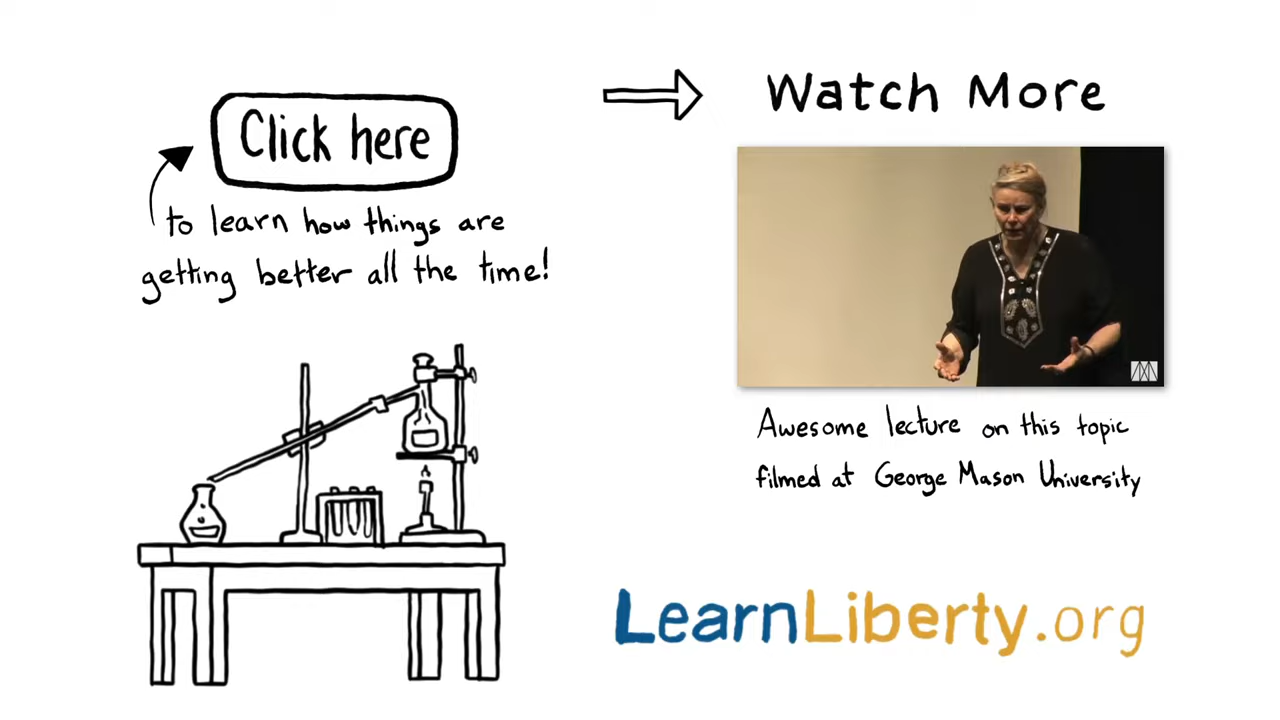 Click here
to learn how things are
getting better all the time!
Watch More
Awesome lecture on this topic
filmed at George Mason University
LearnLiberty.org